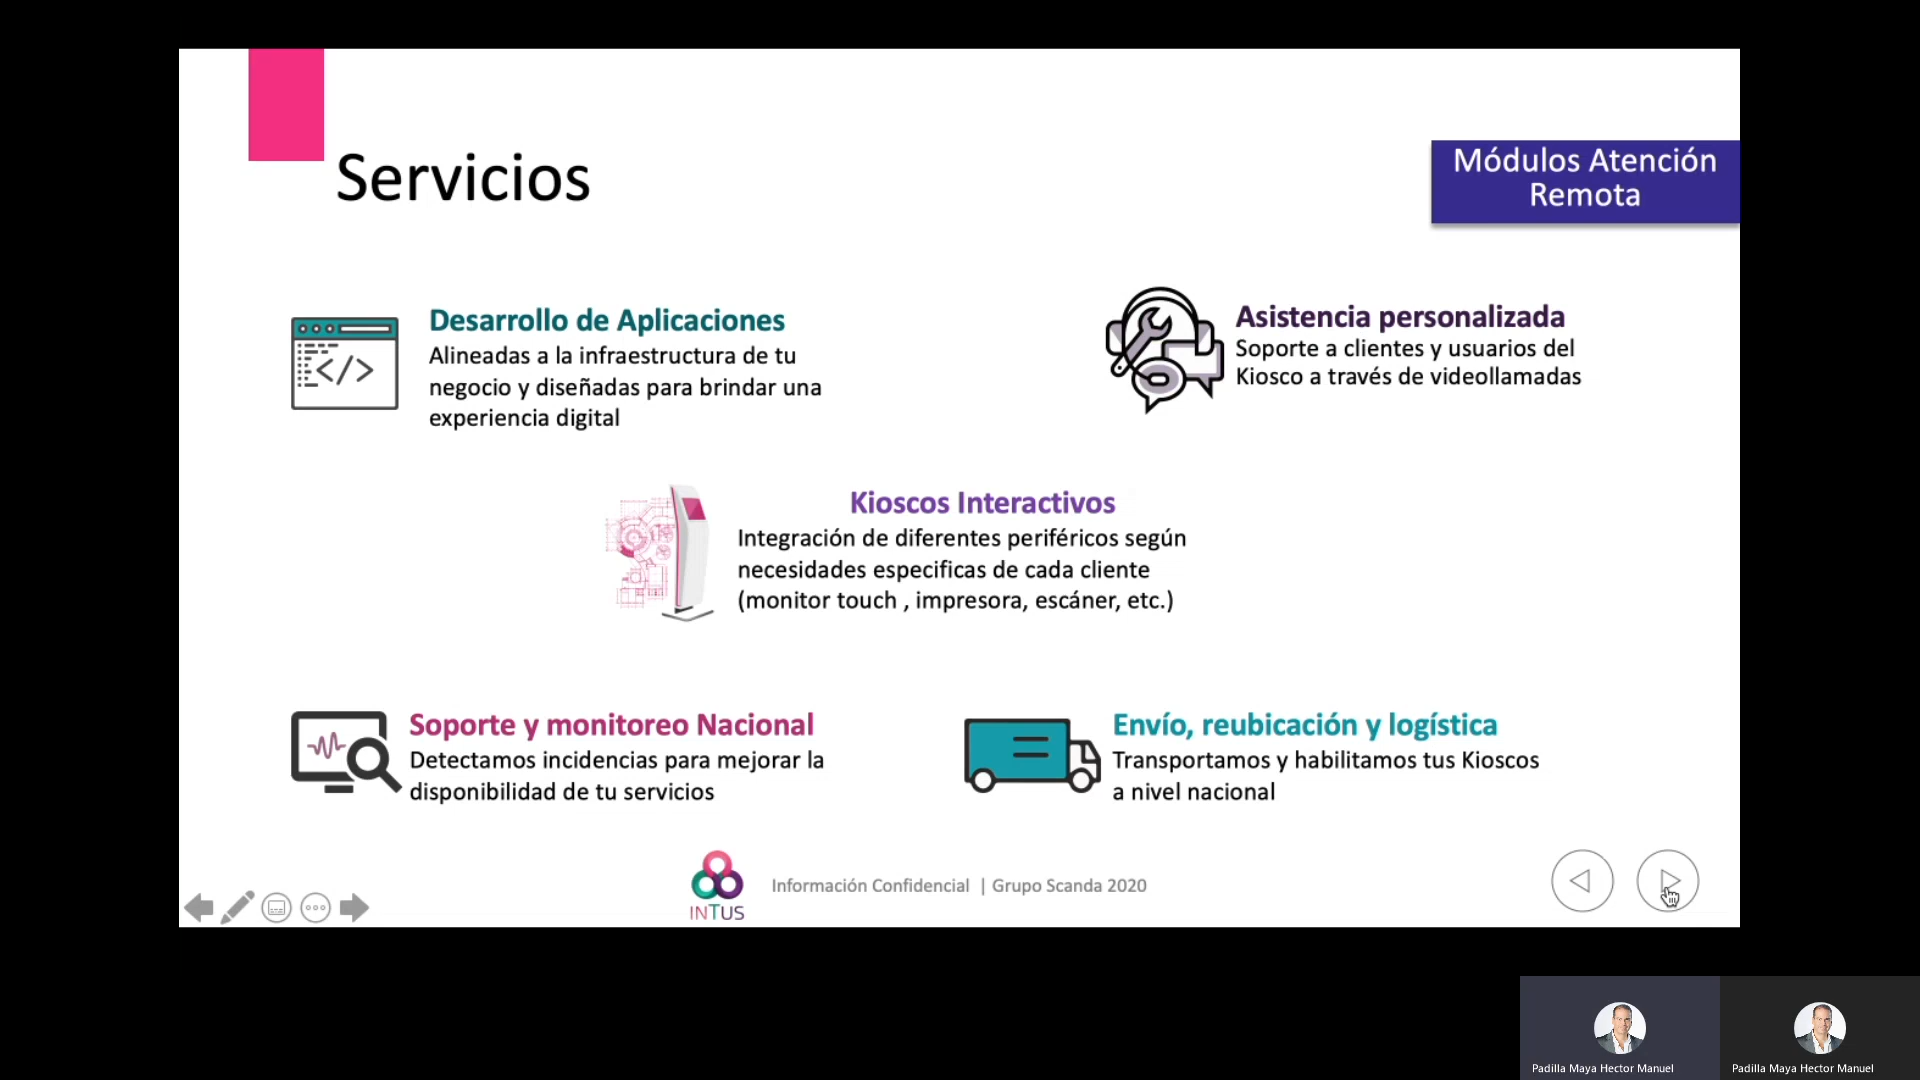 Servicios
Módulos Atención
Remota
Desarrollo de Aplicaciones
Alineadas a la infraestructura de tu
negocio y diseñadas para brindar una
experiencia digital
</>
Asistencia personalizada
Soporte a clientes y usuarios del
Kiosco a través de videollamadas
Kioscos Interactivos
Integración de diferentes periféricos según
necesidades especificas de cada cliente
(monitor touch , impresora, escáner, etc.)
Soporte y monitoreo Nacional
Detectamos incidencias para mejorar la
disponibilidad de tu servicios
Envío, reubicación y logística
Transportamos y habilitamos tus Kioscos
a nivel nacional
INTUS
Información Confidencial | Grupo Scanda 2020
Padilla Maya Hector Manuel
Padilla Maya Hector Manuel